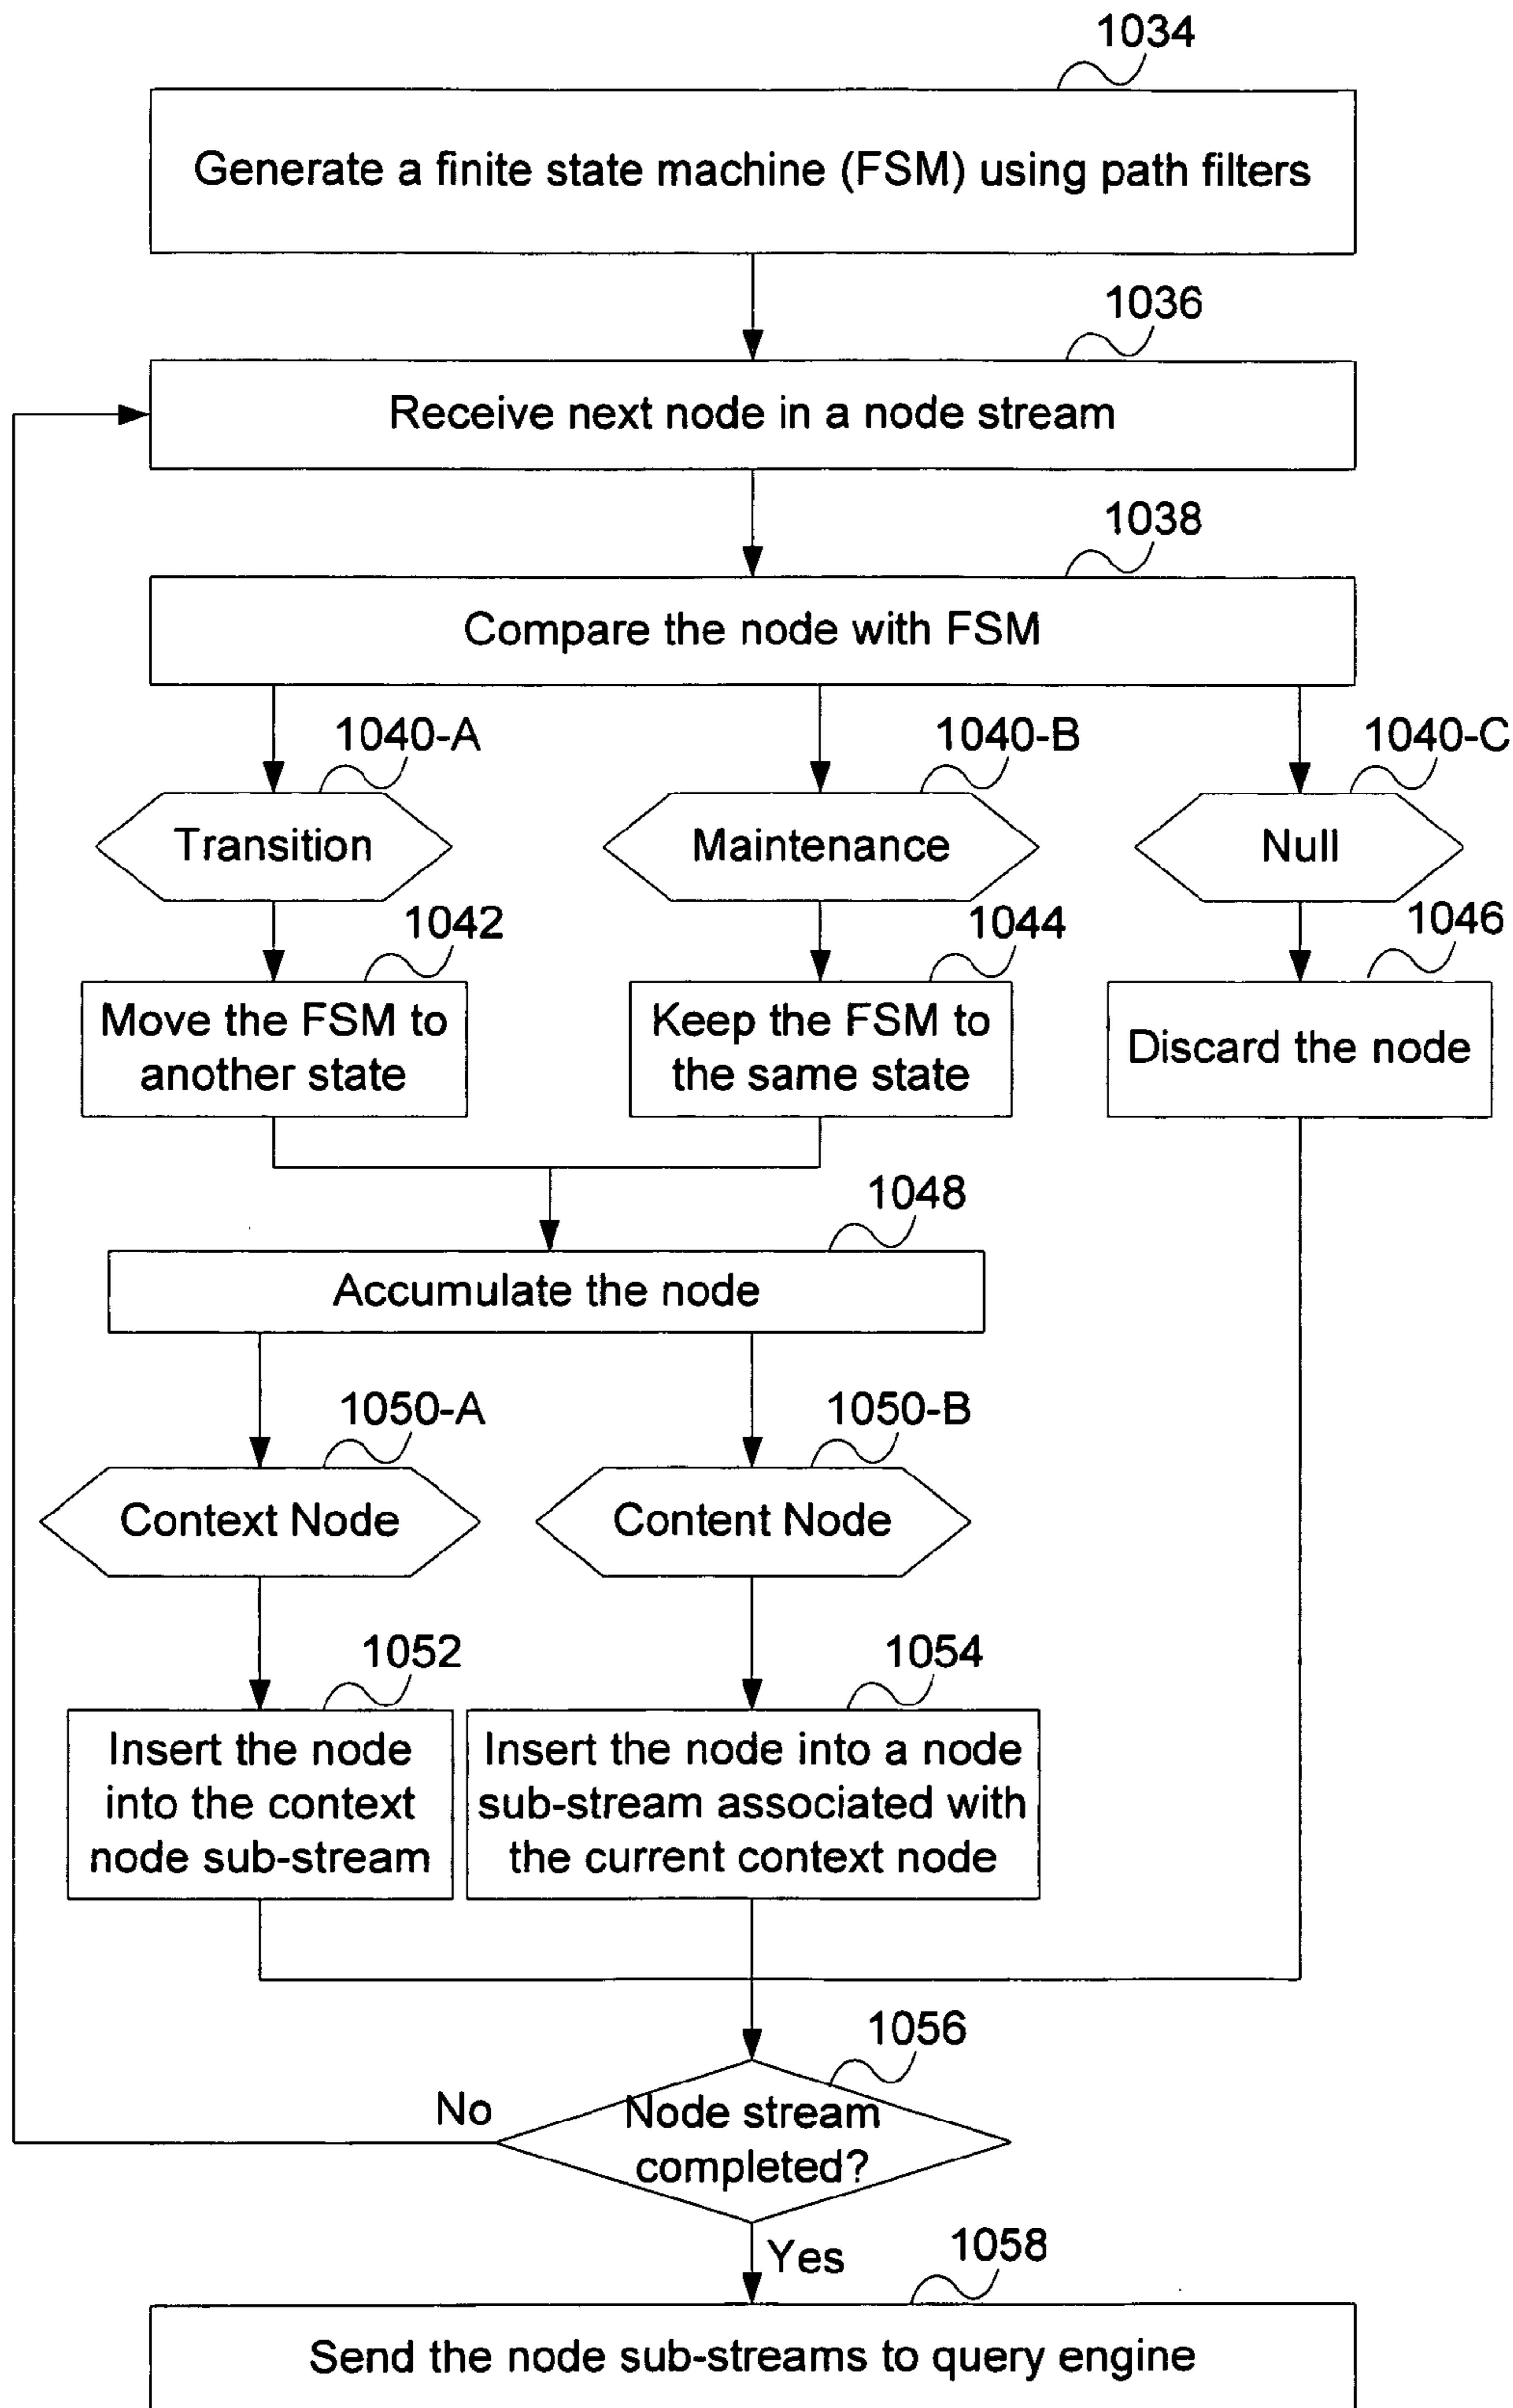 1034
Generate a finite state machine (FSM) using path filters
1036
Receive next node in a node stream
1038
Compare the node with FSM
1040-A
1040-B
1040-C
Transition
Maintenance
Null
1042
1044
1046
Move the FSM to
another state
Keep the FSM to
the same state
Discard the node
1048
Accumulate the node
1050-A
1050-B
Context Node
Content Node
1052
1054
Insert the node
into the context
node sub-stream
Insert the node into a node
sub-stream associated with
the current context node
1056
No
Node stream
completed?
Yes
1058
Send the node sub-streams to query engine